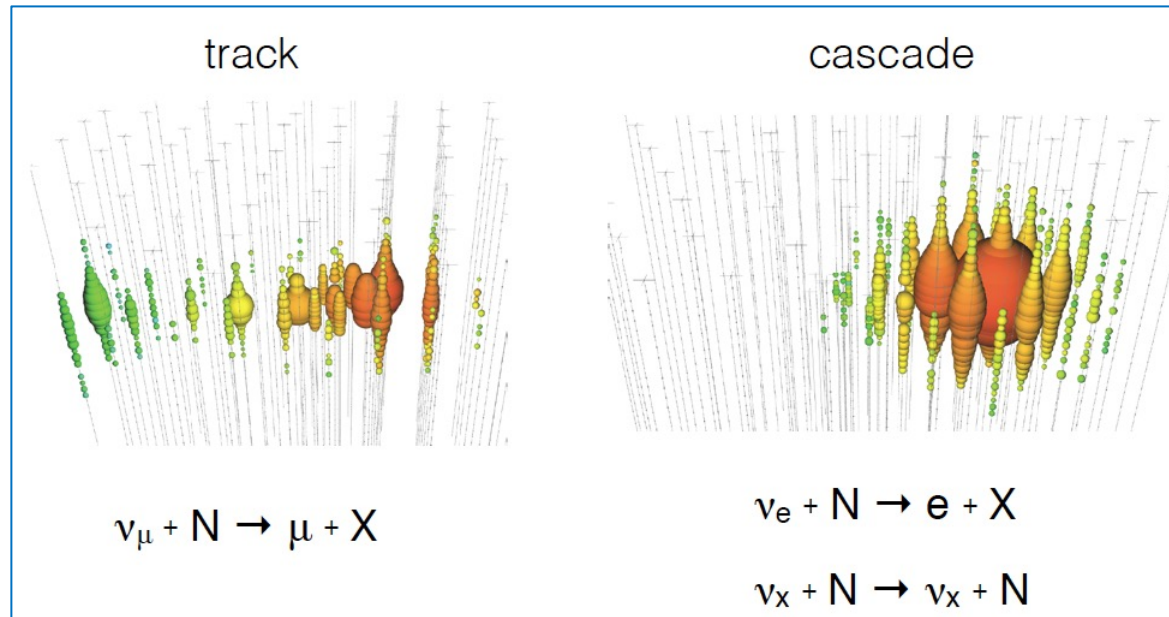 track
cascade
νμ + N → μ + X
νe + N → e + X
νx + N → νx + N